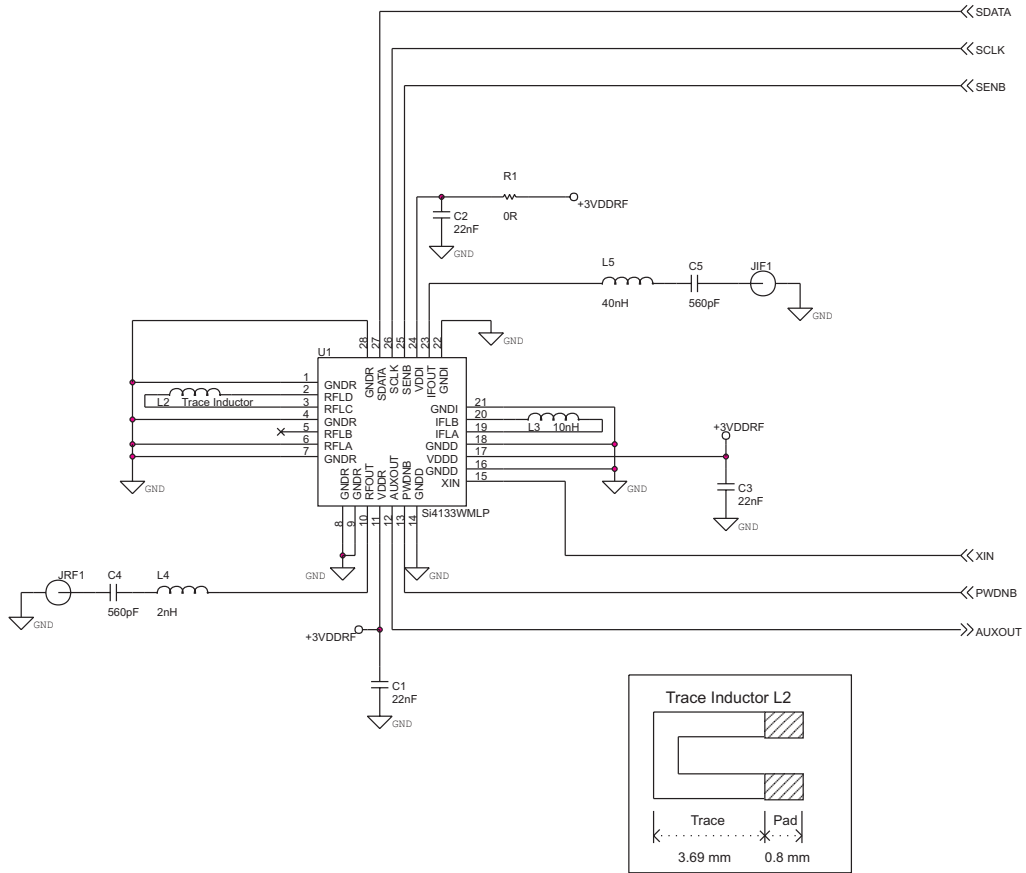 SDATA
SCLK
SENB
R1
+3VDDRF
C2
22nF
0R
GND
L5
C5
JIF1
40nH
560pF
GND
GND
28
27
26
25
24
23
22
U1
GNDR
SDATA
SCLK
SENB
VDDI
IFOUT
GNDI
1
GNDR
2
RFLD
3
RFLC
L2 Trace Inductor
4
GNDR
5
RFLB
6
RFLA
7
GNDR
GND
GNDI
21
IFLB
20
IFLA
19
L3 10nH
GNDD
18
VDDD
17
GNDD
16
XIN
15
GND
+3VDDRF
C3
22nF
GND
GNDR
GNDR
RFOUT
VDDR
AUXOUT
PWDNB
GNDD
Si4133WMLP
8
9
10
11
12
13
14
GND
GND
XIN
PWDNB
AUXOUT
JRF1
C4
L4
560pF
2nH
GND
+3VDDRF
C1
22nF
GND
Trace Inductor L2
Trace
Pad
3.69 mm
0.8 mm